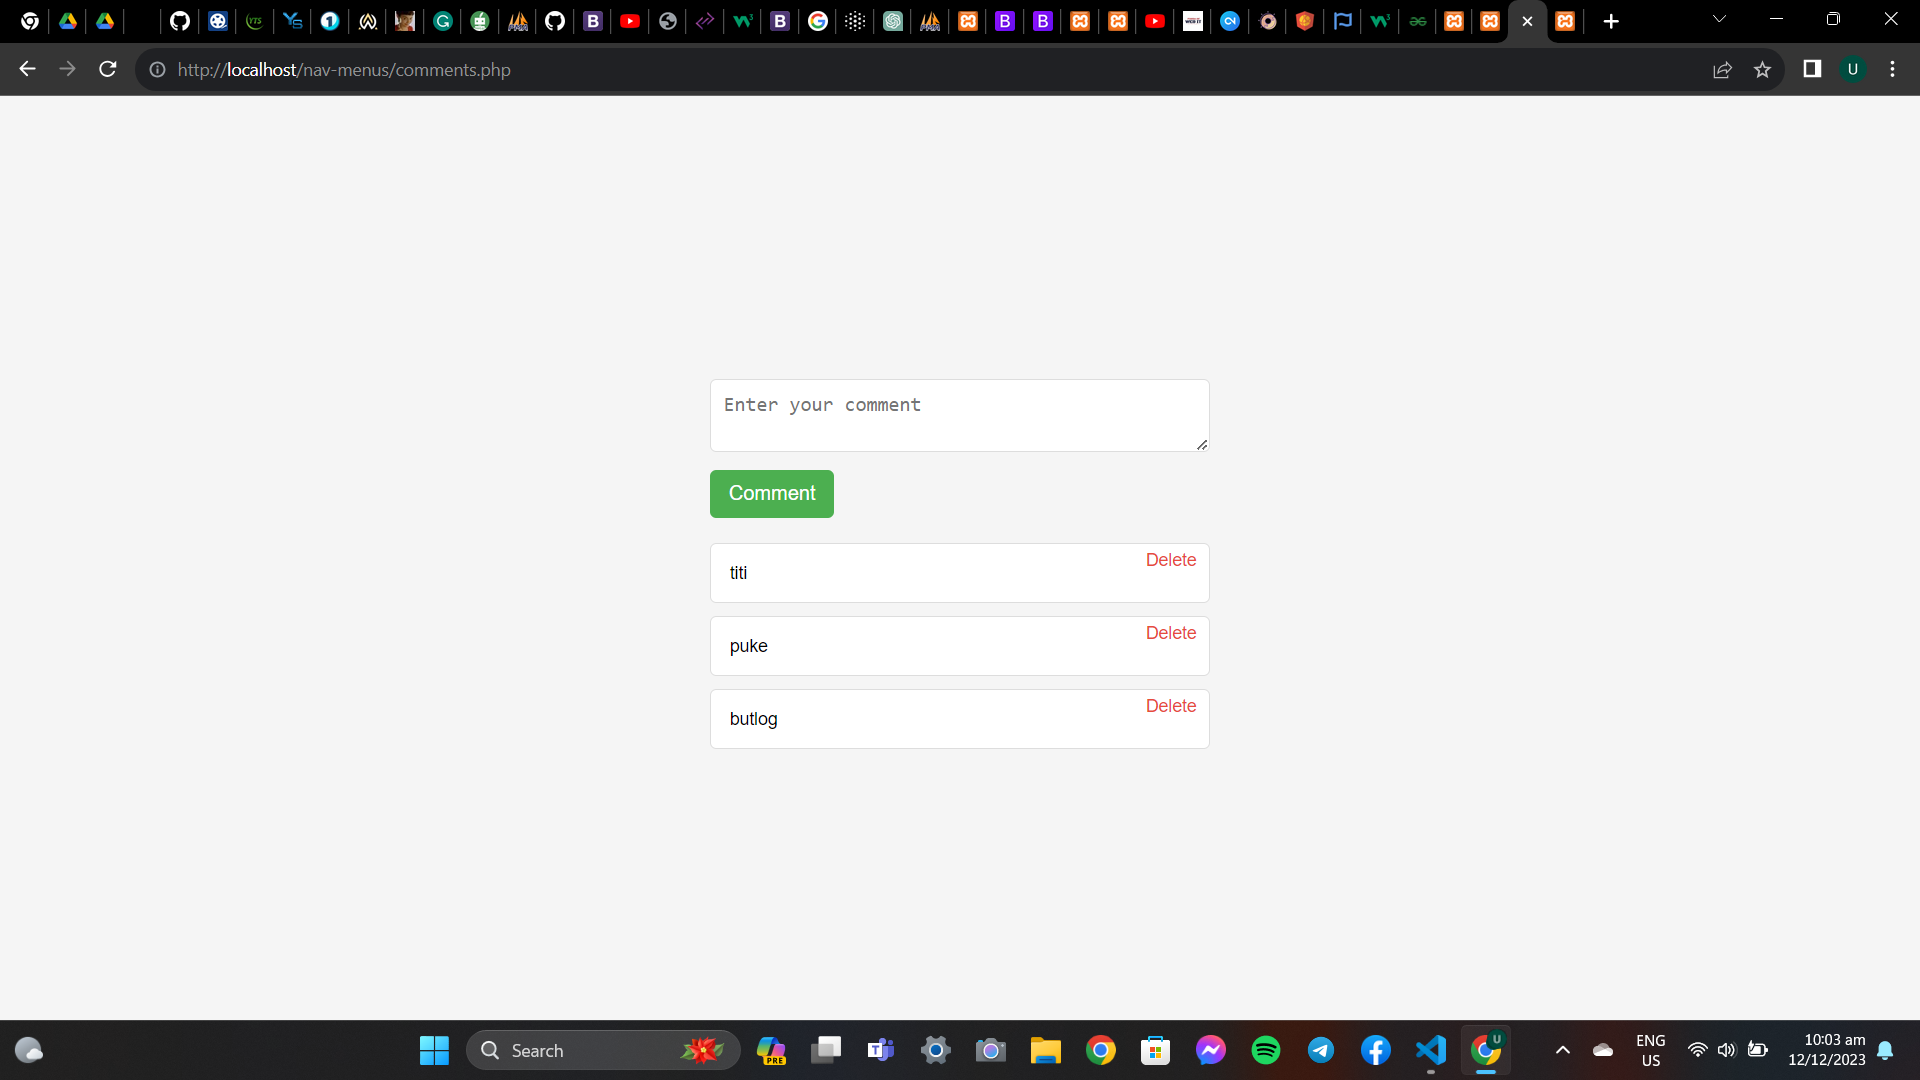 http://localhost/nav-menus/comments.php
U
Enter your comment
Comment
titi
Delete
puke
Delete
butlog
Delete
Search
PRE
U
ENG
US
10:03 am
12/12/2023